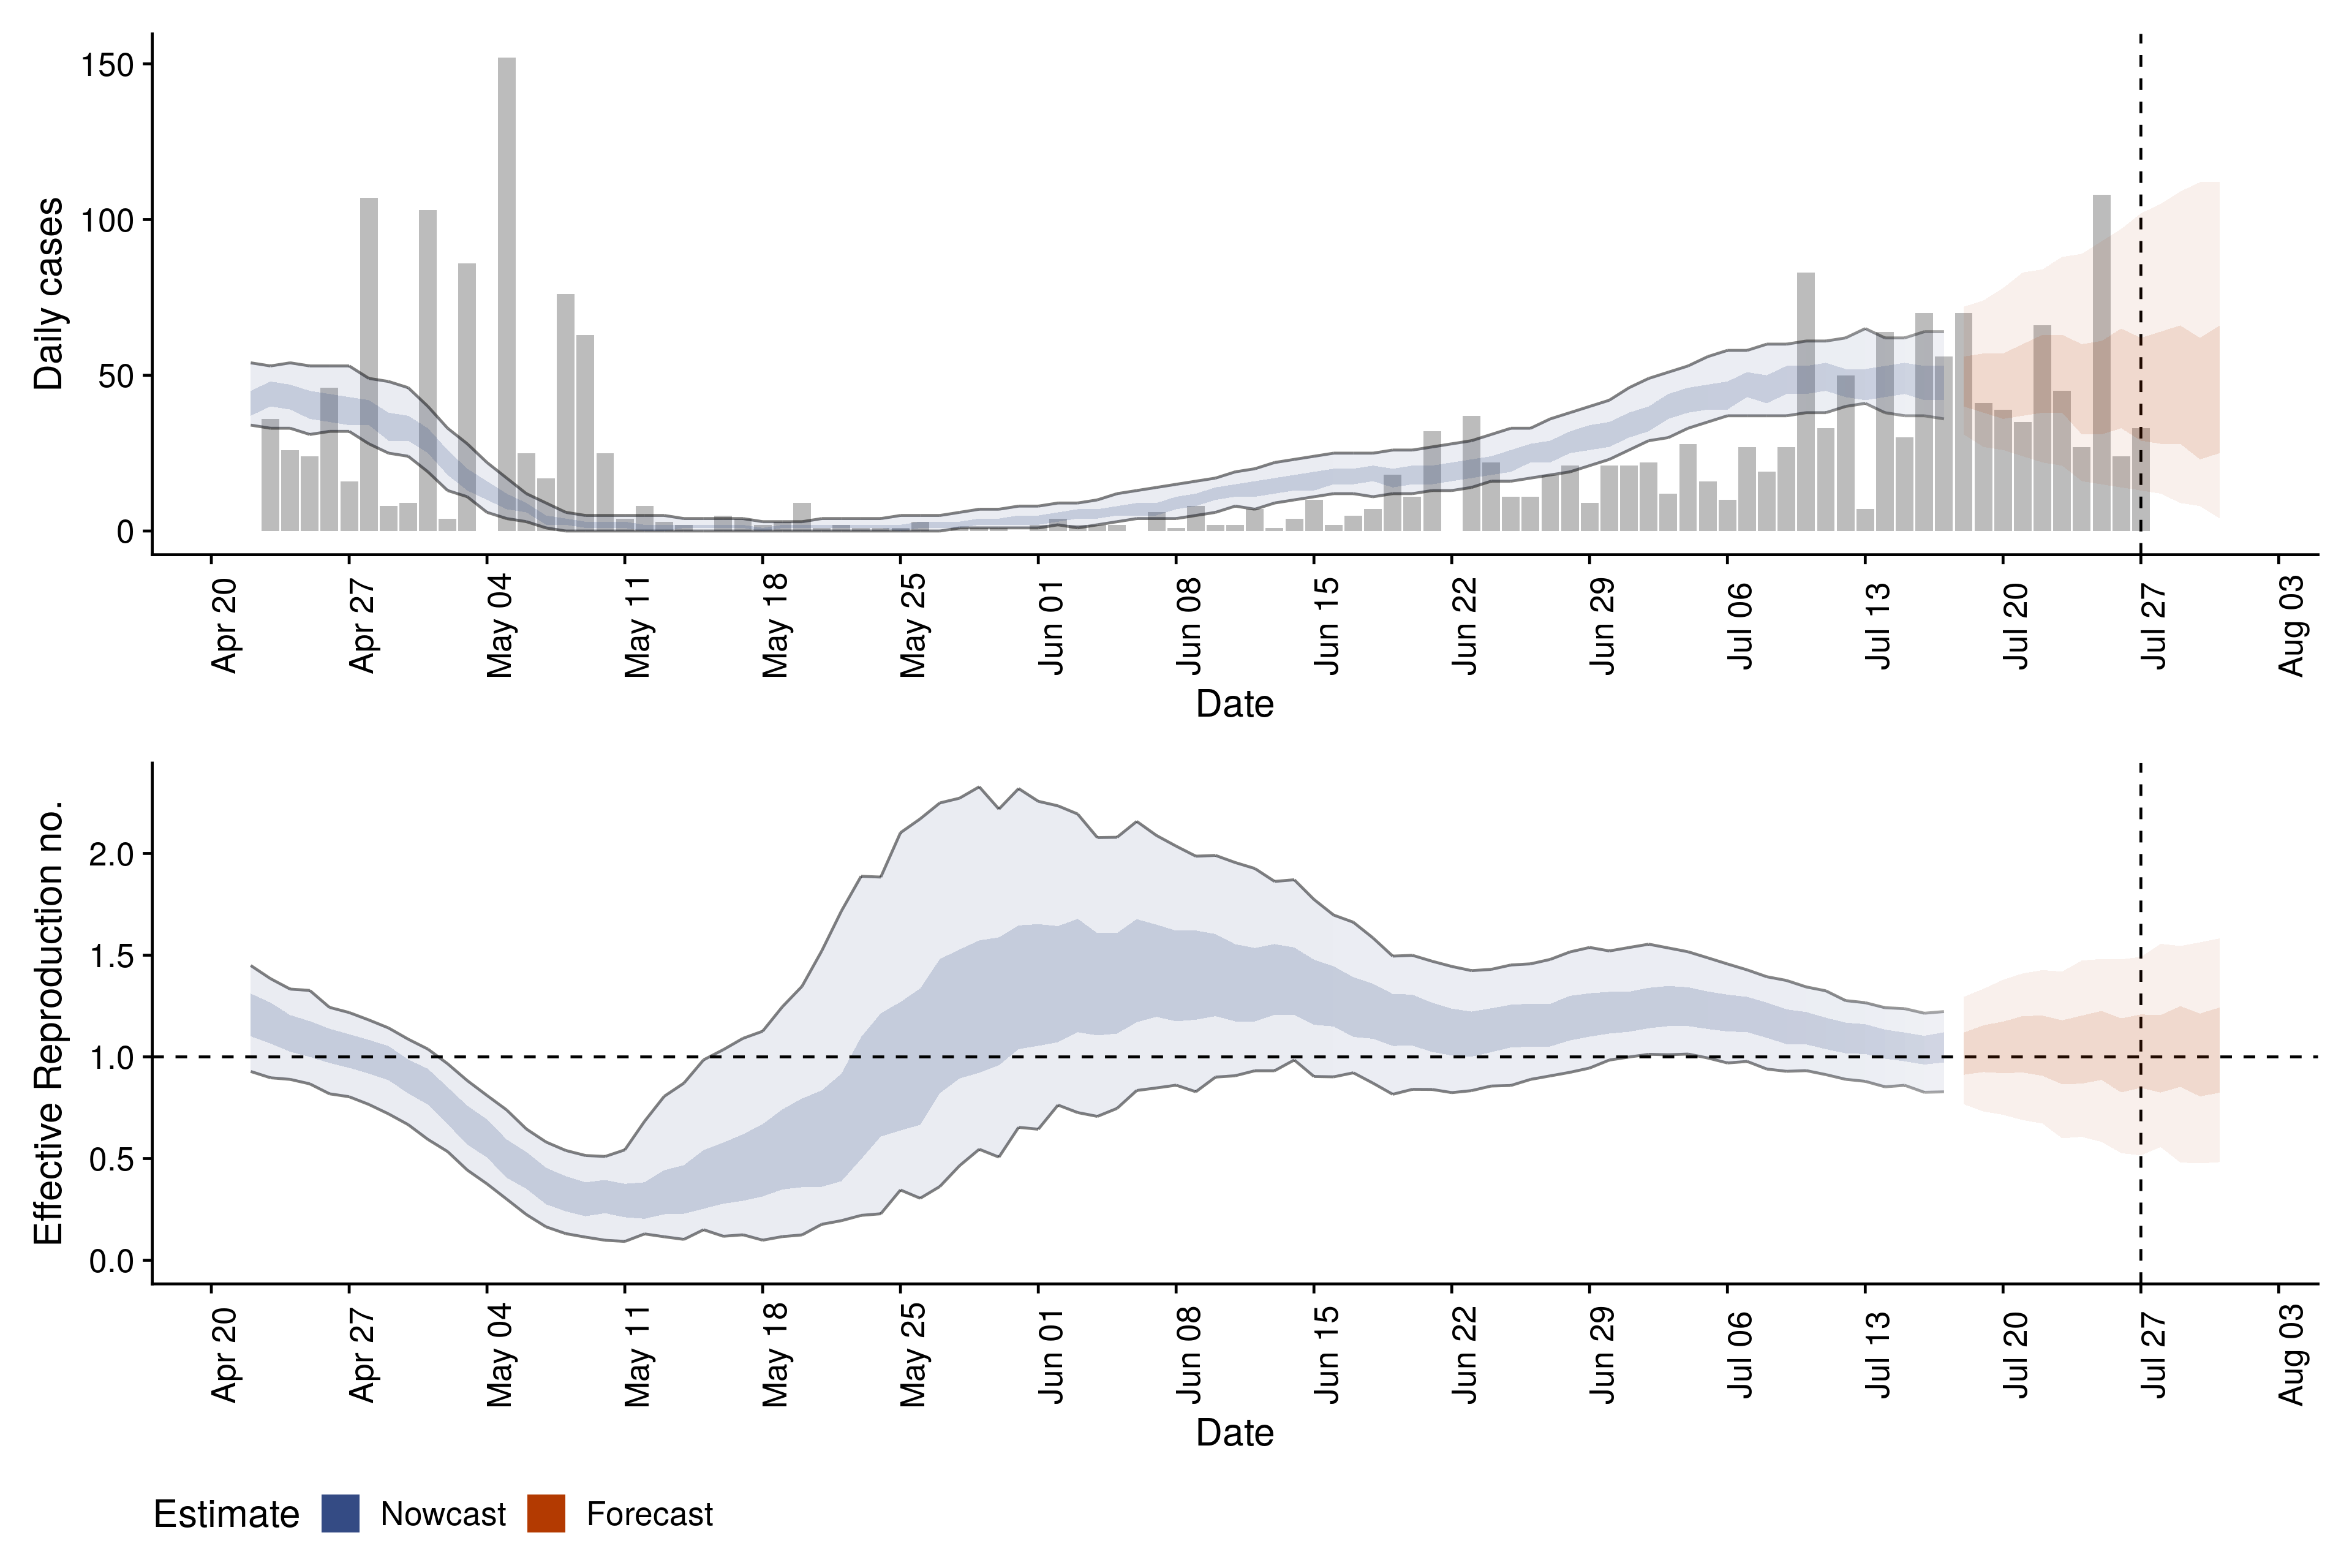 Daily cases
150
100
50
0
Apr 20
Apr 27
May 04
May 11
May 18
May 25
Jun 01
Jun 08
Jun 15
Jun 22
Jun 29
Jul 06
Jul 13
Jul 20
Jul 27
Aug 03
Date
Effective Reproduction no.
2.0
1.5
1.0
0.5
0.0
Apr 20
Apr 27
May 04
May 11
May 18
May 25
Jun 01
Jun 08
Jun 15
Jun 22
Jun 29
Jul 06
Jul 13
Jul 20
Jul 27
Aug 03
Date
Estimate Nowcast Forecast